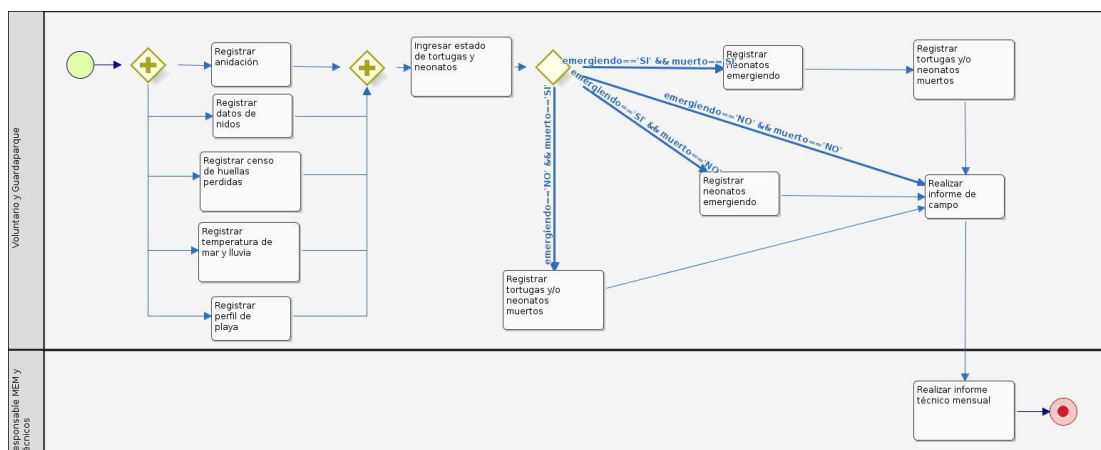 Voluntario y Guardaparque
Registrar
anidación
Registrar
datos de
nidos
Registrar censo
de huellas
perdidas
Registrar
temperatura de
mar y lluvia
Registrar
perfil de
playa
Ingresar estado
de tortugas y
neonatos
emergiendo=='SI' && muerto=='SI'
emergiendo=='NO' && muerto=='NO'
emergiendo=='SI' && muerto=='NO'
emergiendo=='NO' && muerto=='SI'
Registrar
neonatos
emergiendo
Registrar
tortugas y/o
neonatos
muertos
Registrar
neonatos
emergiendo
Realizar
informe de
campo
Registrar
tortugas y/o
neonatos
muertos
esponsable MEM y
écnicos
Realizar informe
técnico mensual